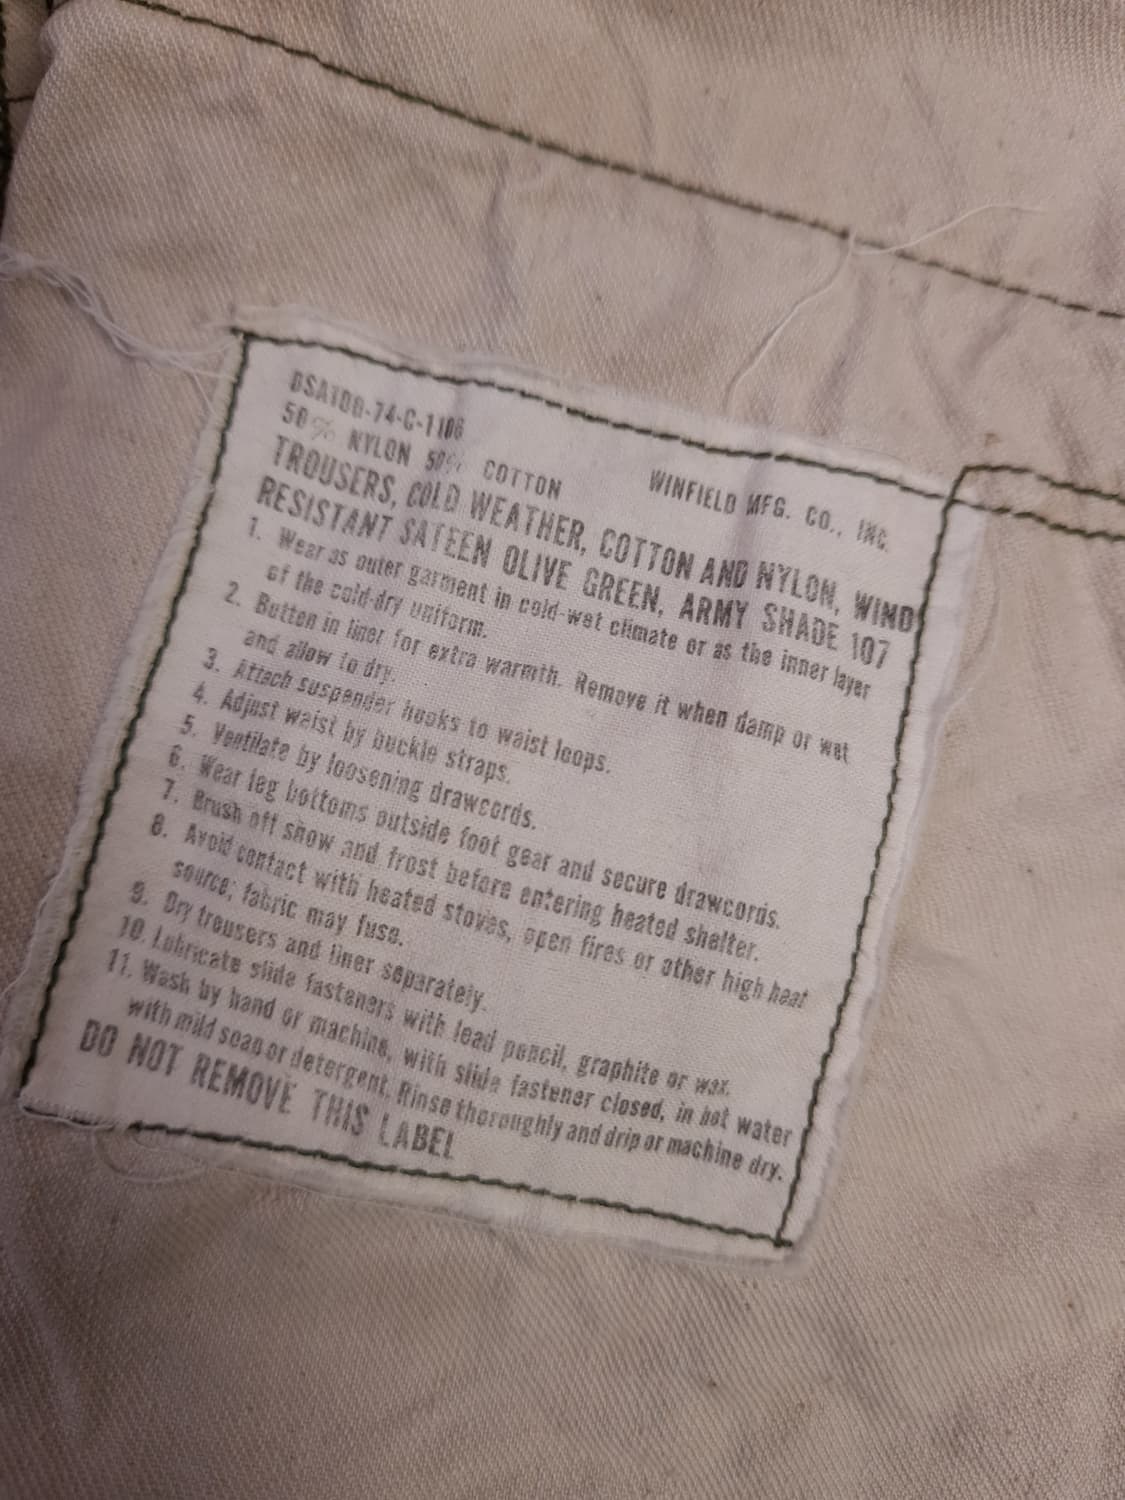 DSA100-74-C-1106
50% NYLON 50% COTTON WINFIELD MFG. CO., INC.
TROUSERS, COLD WEATHER, COTTON AND NYLON, WIND
RESISTANT SATEEN OLIVE GREEN, ARMY SHADE 107
1. Wear as outer garment in cold-wet climate or as the inner layer
of the cold-dry uniform.
2. Button in liner for extra warmth. Remove it when damp or wet
and allow to dry.
3. Attach suspender hooks to waist loops.
4. Adjust waist by buckle straps.
5. Ventilate by loosening drawcords.
6. Wear leg bottoms outside foot gear and secure drawcords.
7. Brush off snow and frost before entering heated shelter.
8. Avoid contact with heated stoves, open fires or other high heat
source; fabric may fuse.
9. Dry trousers and liner separately.
10. Lubricate slide fasteners with lead pencil, graphite or wax.
11. Wash by hand or machine, with slide fastener closed, in hot water
with mild soap or detergent. Rinse thoroughly and drip or machine dry.
DO NOT REMOVE THIS LABEL